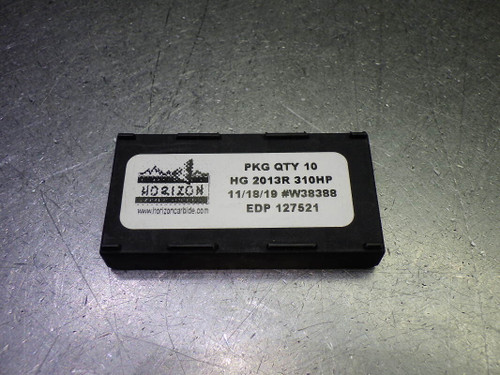 PKG QTY 10
HG 2013R 310HP
11/18/19 #W38388
EDP 127521
HORIZON
www.horizoncarbide.com